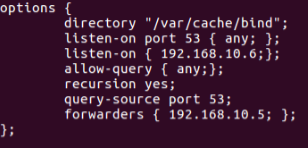 options {
directory "/var/cache/bind";
listen-on port 53 { any; };
listen-on { 192.168.10.6;};
allow-query { any;};
recursion yes;
query-source port 53;
forwarders { 192.168.10.5; };
};